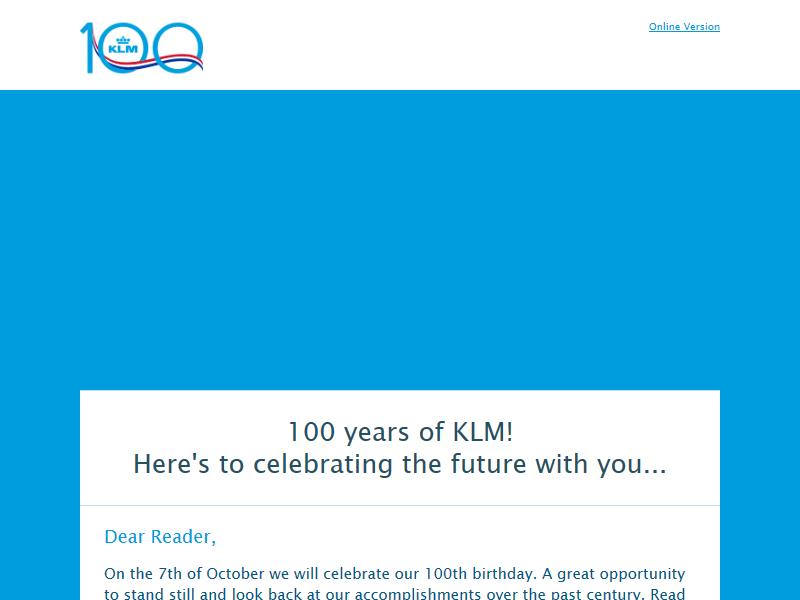 100
KLM
Online Version
100 years of KLM!
Here's to celebrating the future with you...
Dear Reader,
On the 7th of October we will celebrate our 100th birthday. A great opportunity
to stand still and look back at our accomplishments over the past century. Read